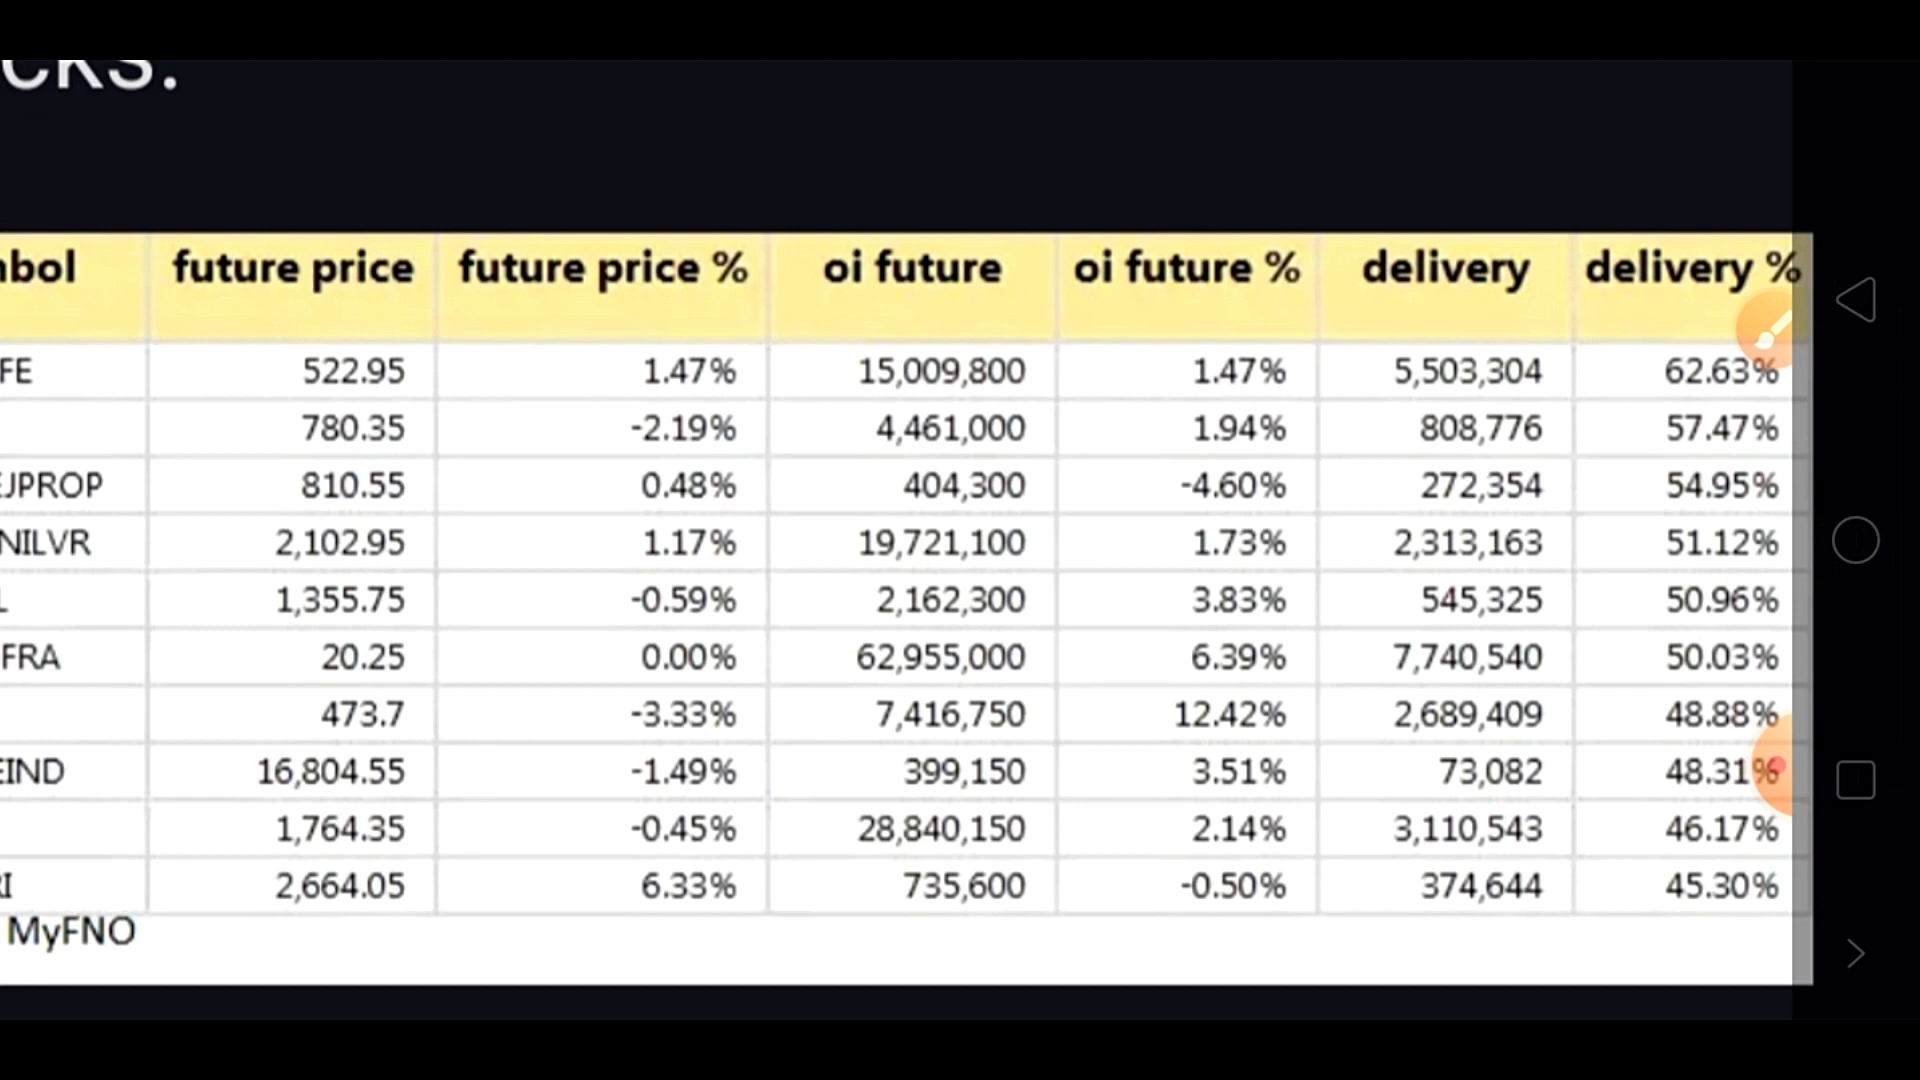 CKS.
nbol future price future price % oi future oi future % delivery delivery %
FE 522.95 1.47% 15,009,800 1.47% 5,503,304 62.63%
780.35 -2.19% 4,461,000 1.94% 808,776 57.47%
EJPROP 810.55 0.48% 404,300 -4.60% 272,354 54.95%
NILVR 2,102.95 1.17% 19,721,100 1.73% 2,313,163 51.12%
L 1,355.75 -0.59% 2,162,300 3.83% 545,325 50.96%
FRA 20.25 0.00% 62,955,000 6.39% 7,740,540 50.03%
473.7 -3.33% 7,416,750 12.42% 2,689,409 48.88%
EIND 16,804.55 -1.49% 399,150 3.51% 73,082 48.31%
1,764.35 -0.45% 28,840,150 2.14% 3,110,543 46.17%
RI 2,664.05 6.33% 735,600 -0.50% 374,644 45.30%
MyFNO